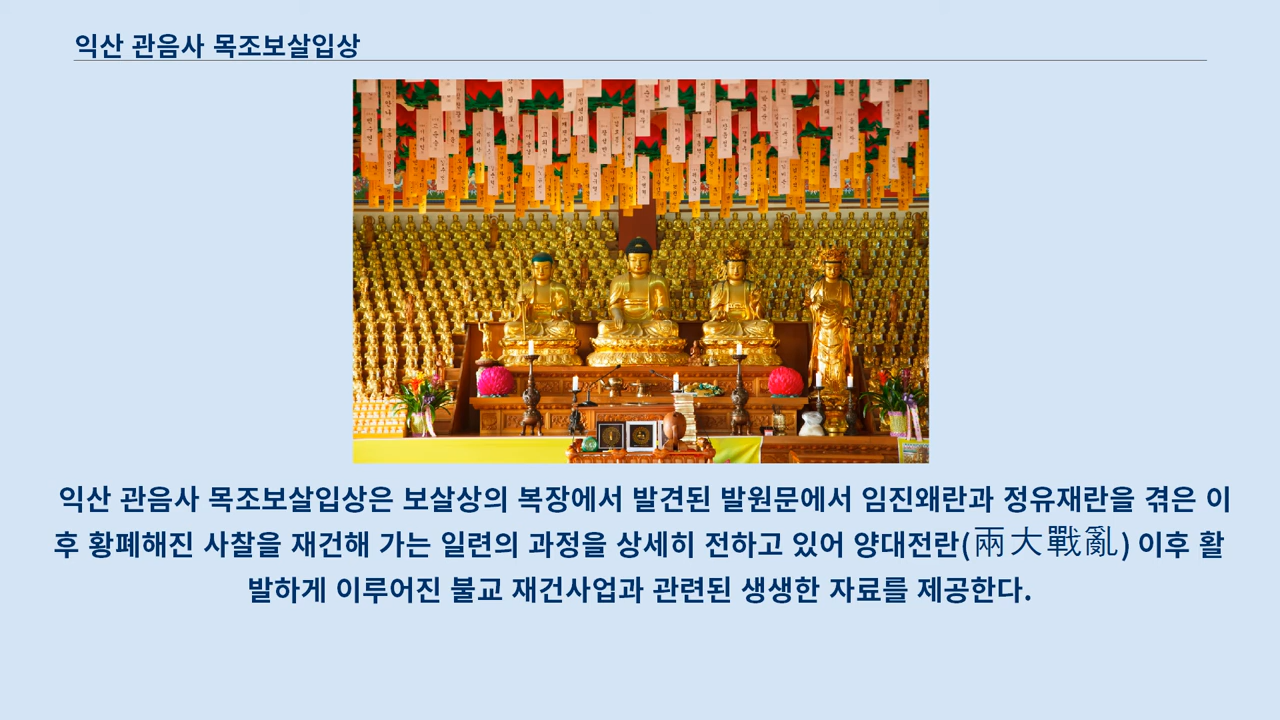 익산 관음사 목조보살입상
익산 관음사 목조보살입상은 보살상의 복장에서 발견된 발원문에서 임진왜란과 정유재란을 겪은 이
후 황폐해진 사찰을 재건해 가는 일련의 과정을 상세히 전하고 있어 양대전란(兩大戰亂) 이후 활
발하게 이루어진 불교 재건사업과 관련된 생생한 자료를 제공한다.